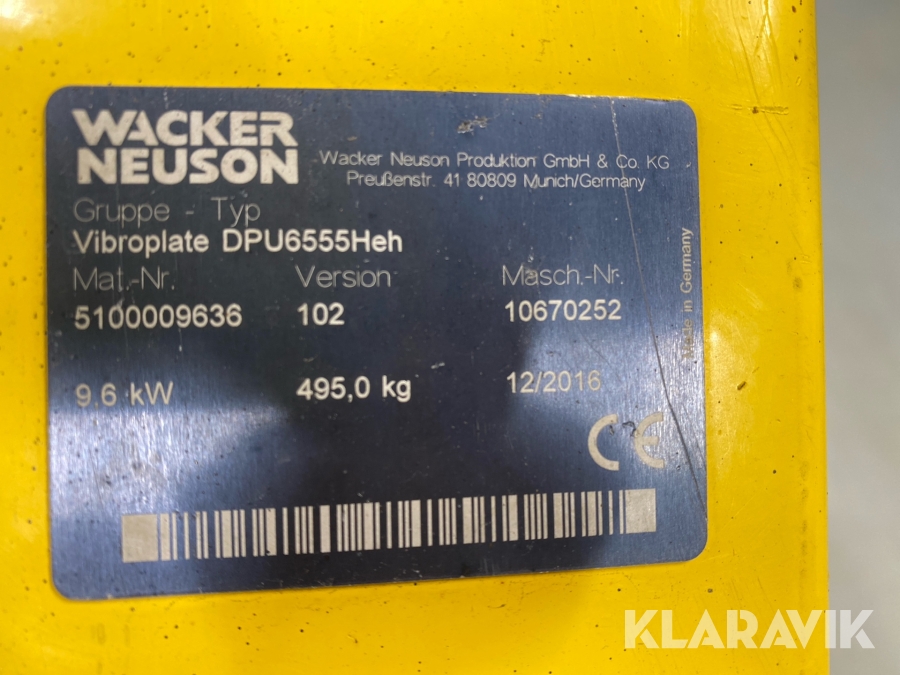 WACKER
NEUSON
Wacker Neuson Produktion GmbH & Co. KG
Preußenstr. 41 80809 Munich/Germany
Gruppe - Typ
Vibroplate DPU6555Heh
Mat.-Nr. Version Masch.-Nr.
5100009636 102 10670252
9.6 kW 495,0 kg 12/2016
CE
Made in Germany
KLARAVIK